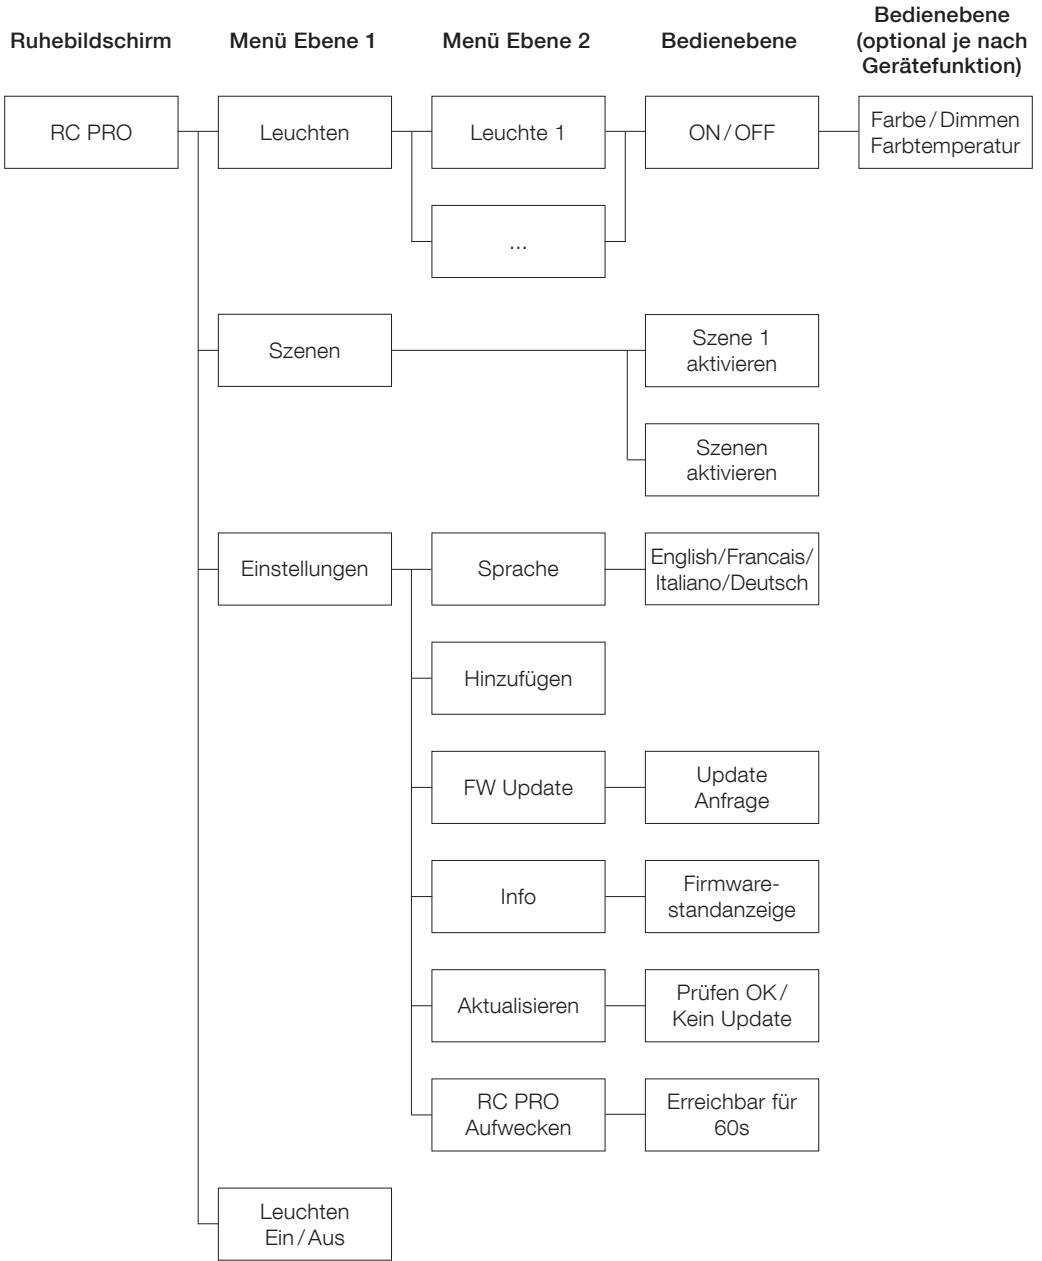 Ruhebildschirm
Menü Ebene 1
Menü Ebene 2
Bedienebene
Bedienebene
(optional je nach
Gerätefunktion)
RC PRO
Leuchten
Leuchte 1
ON / OFF
Farbe / Dimmen
Farbtemperatur
...
Szenen
Szene 1
aktivieren
Szenen
aktivieren
Einstellungen
Sprache
English/Francais/
Italiano/Deutsch
Hinzufügen
FW Update
Update
Anfrage
Info
Firmware-
standanzeige
Aktualisieren
Prüfen OK /
Kein Update
RC PRO
Aufwecken
Erreichbar für
60s
Leuchten
Ein / Aus